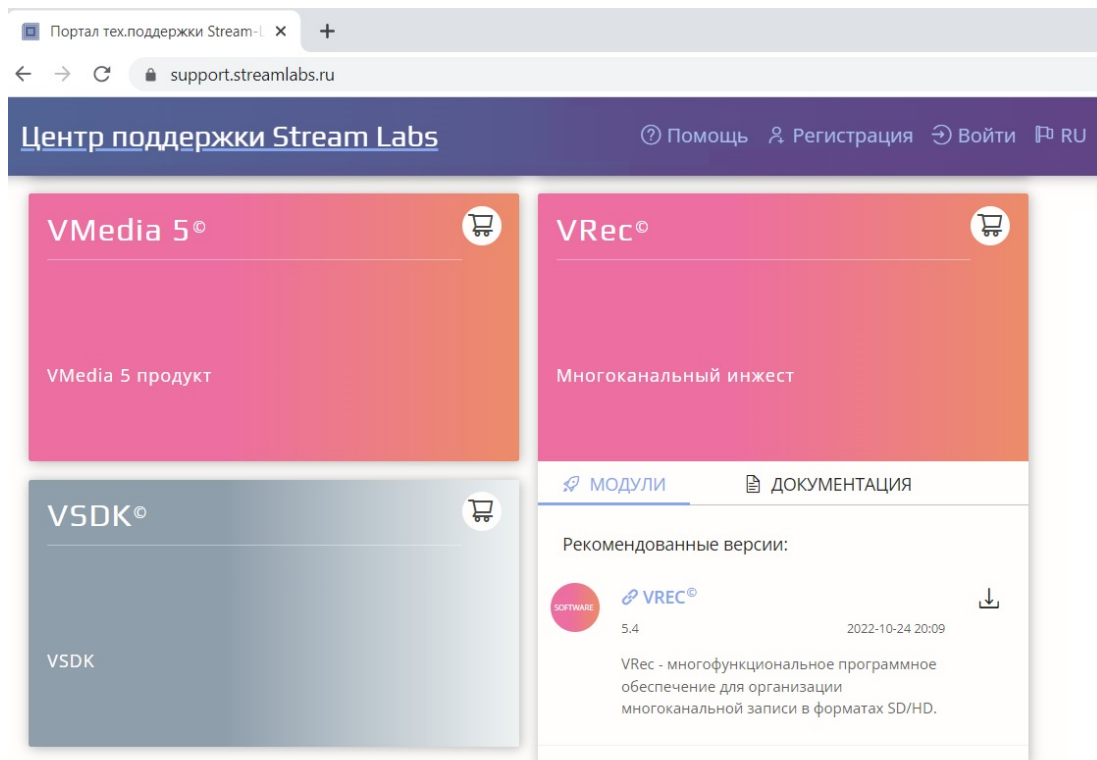 Портал тех.поддержки Stream-L
support.streamlabs.ru
Центр поддержки Stream Labs
Помощь
Регистрация
Войти
RU
VMedia 5©
VMedia 5 продукт
VRec©
Многоканальный инжест
МОДУЛИ
ДОКУМЕНТАЦИЯ
Рекомендованные версии:
SOFTWARE
VREC©
5.4
2022-10-24 20:09
VRec - многофункциональное программное
обеспечение для организации
многоканальной записи в форматах SD/HD.
VSDK©
VSDK